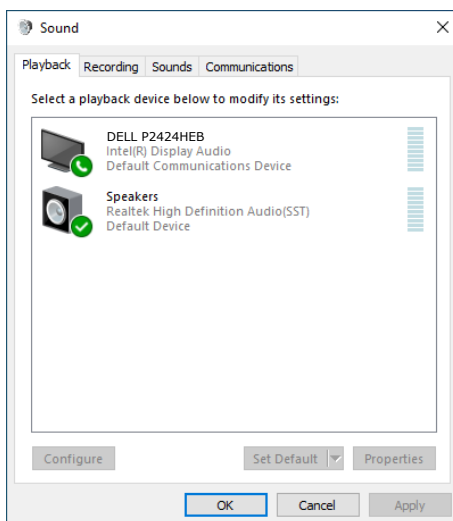 Sound
Playback Recording Sounds Communications
Select a playback device below to modify its settings:
DELL P2424HEB
Intel(R) Display Audio
Default Communications Device
Speakers
Realtek High Definition Audio(SST)
Default Device
Configure Set Default Properties
OK Cancel Apply